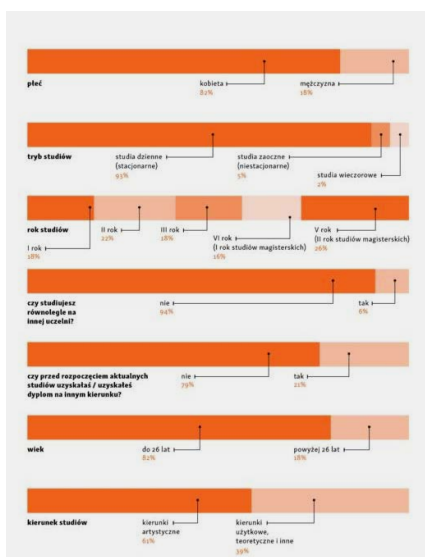 płeć
kobieta
82%
mężczyzna
18%
tryb studiów
studia dzienne
(stacjonarne)
93%
studia zaoczne
(niestacjonarne)
5%
studia wieczorowe
2%
rok studiów
I rok
18%
II rok
22%
III rok
18%
VI rok
(I rok studiów magisterskich)
16%
V rok
(II rok studiów magisterskich)
26%
czy studiujesz
równolegle na
innej uczelni?
nie
94%
tak
6%
czy przed rozpoczęciem aktualnych
studiów uzyskałaś / uzyskałeś
dyplom na innym kierunku?
nie
79%
tak
21%
wiek
do 26 lat
82%
powyżej 26 lat
18%
kierunek studiów
kierunki
artystyczne
61%
kierunki
użytkowe,
teoretyczne i inne
39%